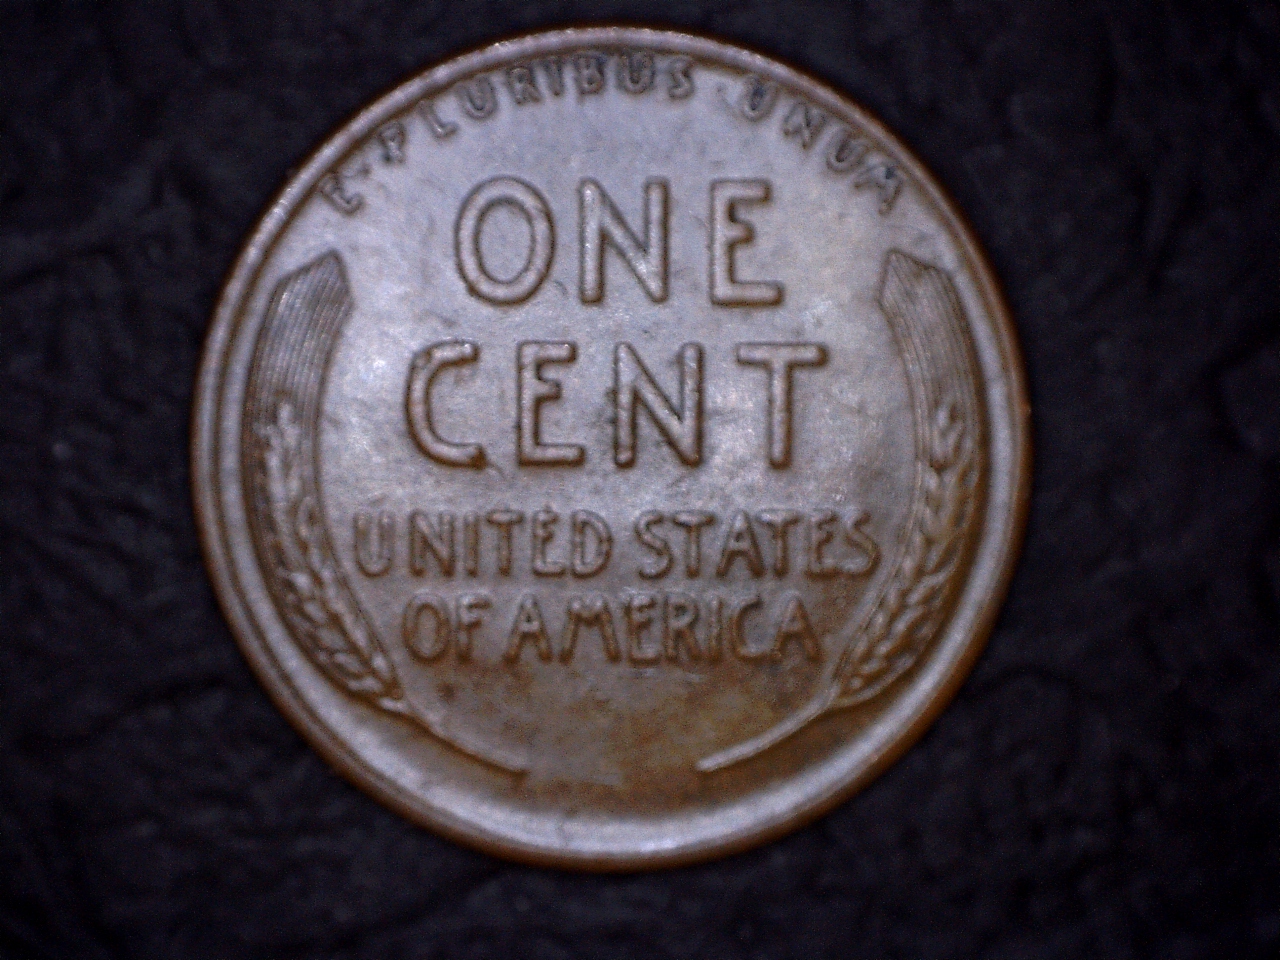 E·PLURIBUS·UNUM
ONE
CENT
UNITED STATES
OF AMERICA